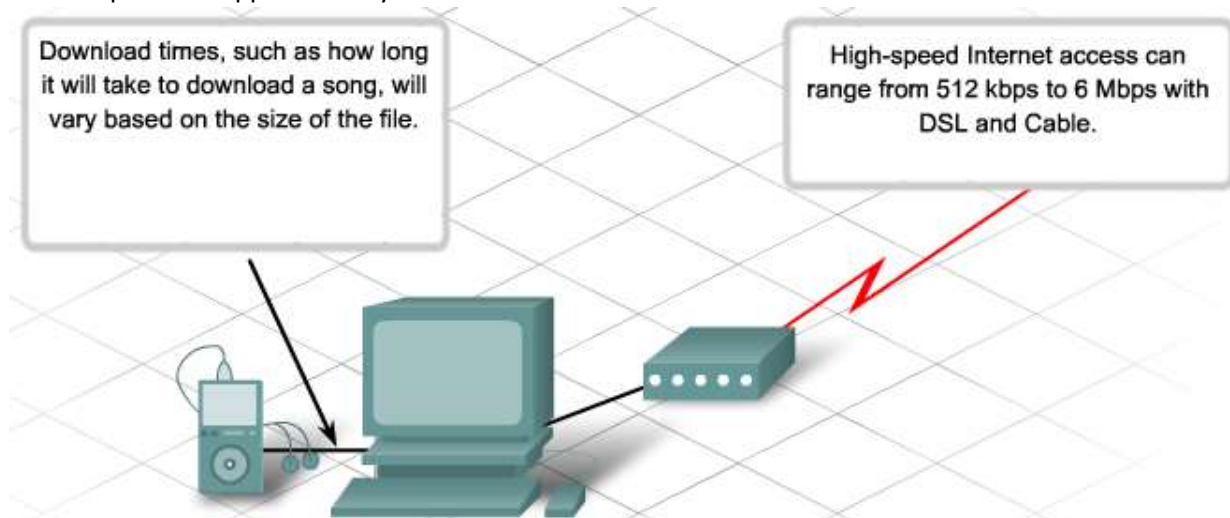 Download times, such as how long
it will take to download a song, will
vary based on the size of the file.
High-speed Internet access can
range from 512 kbps to 6 Mbps with
DSL and Cable.